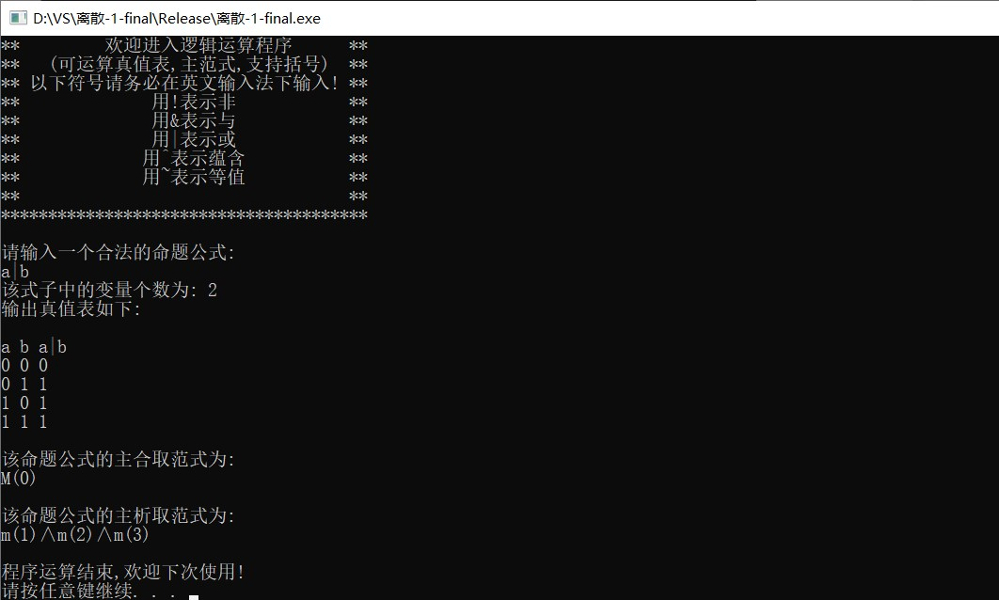 D:\VS\离散-1-final\Release\离散-1-final.exe
** 欢迎进入逻辑运算程序 **
** (可运算真值表,主范式,支持括号) **
** 以下符号请务必在英文输入法下输入! **
** 用!表示非 **
** 用&表示与 **
** 用|表示或 **
** 用^表示蕴含 **
** 用~表示等值 **
** **
***************************************
请输入一个合法的命题公式:
a|b
该式子中的变量个数为: 2
输出真值表如下:
a b a|b
0 0 0
0 1 1
1 0 1
1 1 1
该命题公式的主合取范式为:
M(0)
该命题公式的主析取范式为:
m(1)∧m(2)∧m(3)
程序运算结束,欢迎下次使用!
请按任意键继续. . .